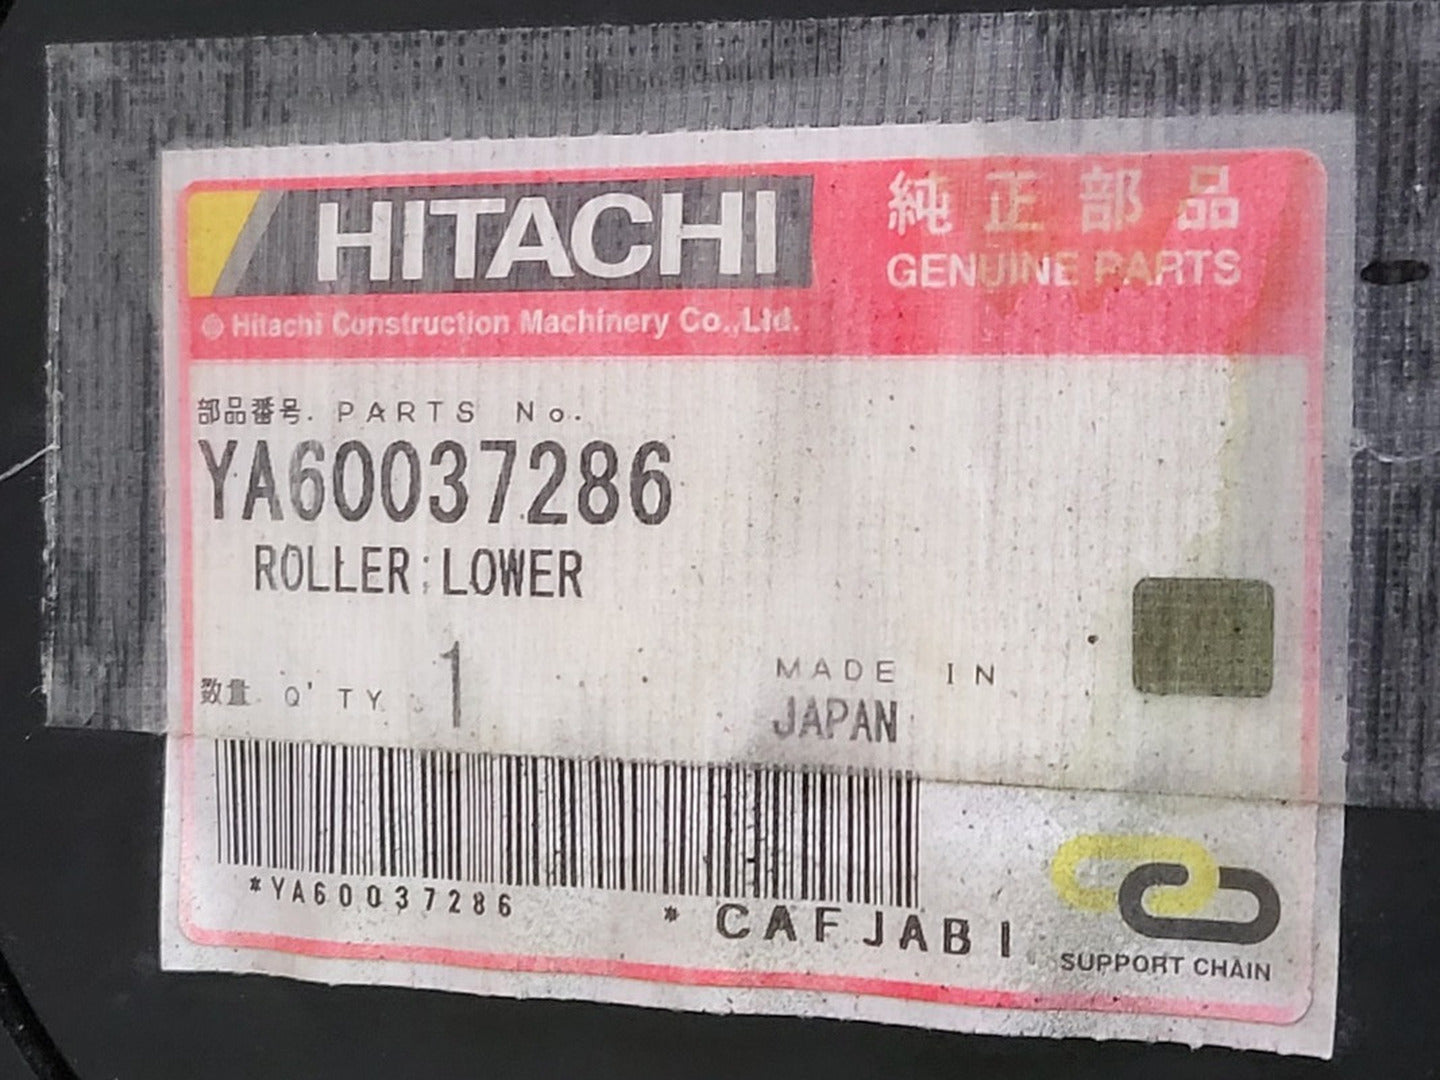 HITACHI
Hitachi Construction Machinery Co.,Ltd.
純正部品
GENUINE PARTS
部品番号. PARTS No.
YA60037286
ROLLER;LOWER
数量 Q'TY 1
MADE IN
JAPAN
*YA60037286
* CAFJABI
SUPPORT CHAIN